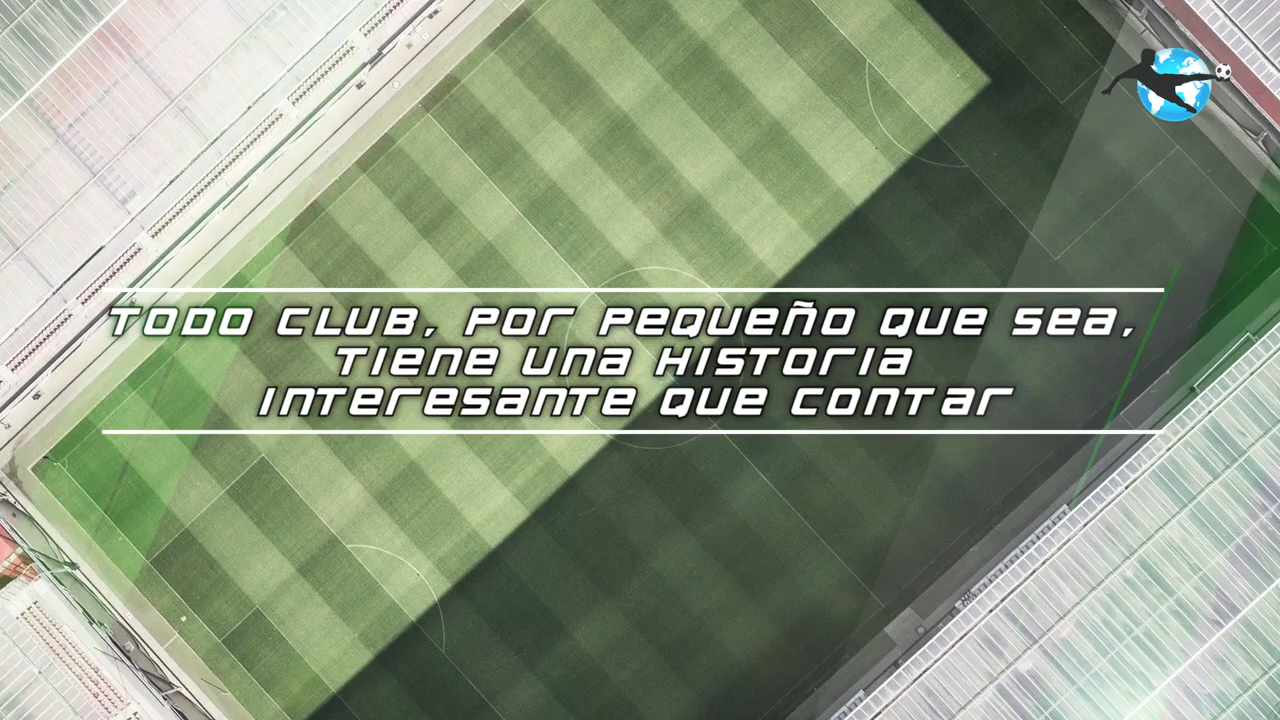 TODO CLUB, POR PEQUEÑO QUE SEA,
TIENE UNA HISTORIA
INTERESANTE QUE CONTAR